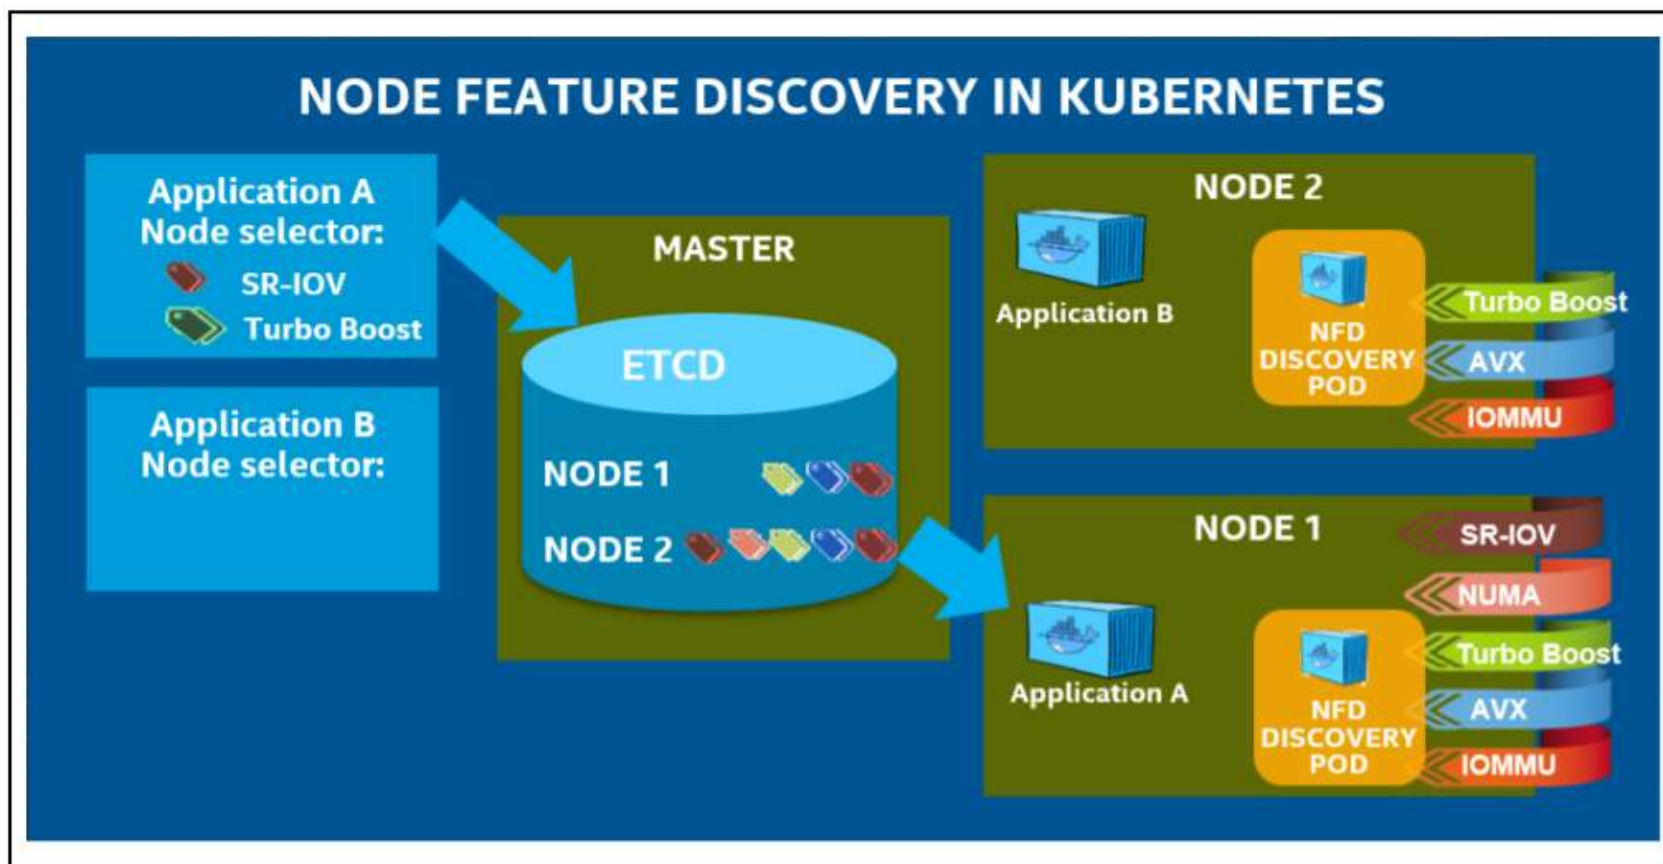 NODE FEATURE DISCOVERY IN KUBERNETES
Application A
Node selector:
SR-IOV
Turbo Boost
Application B
Node selector:
MASTER
ETCD
NODE 1
NODE 2
NODE 2
Application B
NFD
DISCOVERY
POD
Turbo Boost
AVX
IOMMU
NODE 1
Application A
NFD
DISCOVERY
POD
SR-IOV
NUMA
Turbo Boost
AVX
IOMMU